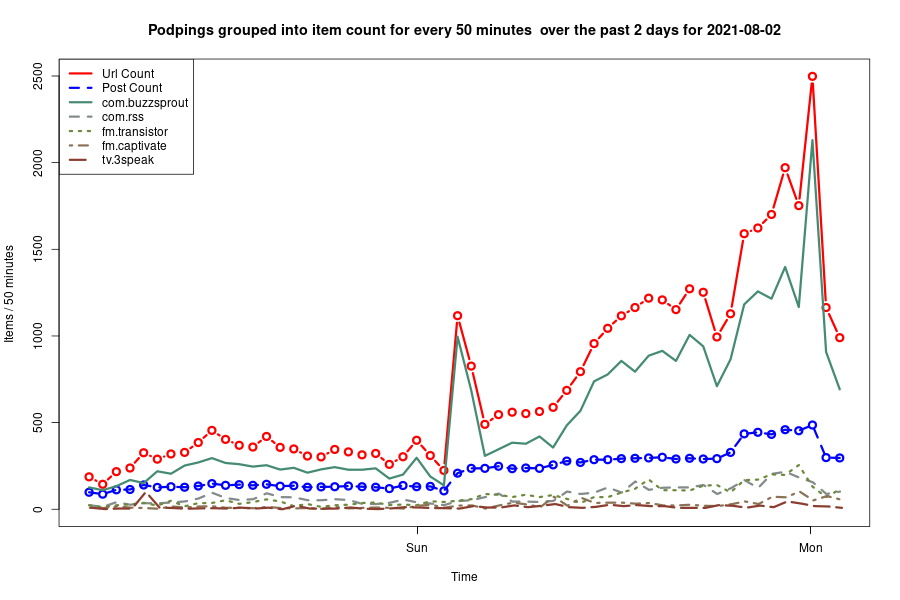 Podpings grouped into item count for every 50 minutes  over the past 2 days for 2021-08-02
Url Count
Post Count
com.buzzsprout
com.rss
fm.transistor
fm.captivate
tv.3speak
Items / 50 minutes
2500
2000
1500
1000
500
0
Sun
Mon
Time